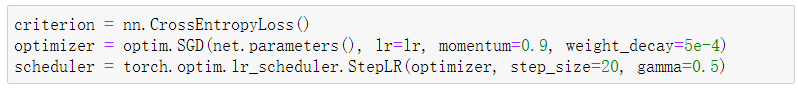 criterion = nn.CrossEntropyLoss()
optimizer = optim.SGD(net.parameters(), lr=lr, momentum=0.9, weight_decay=5e-4)
scheduler = torch.optim.lr_scheduler.StepLR(optimizer, step_size=20, gamma=0.5)